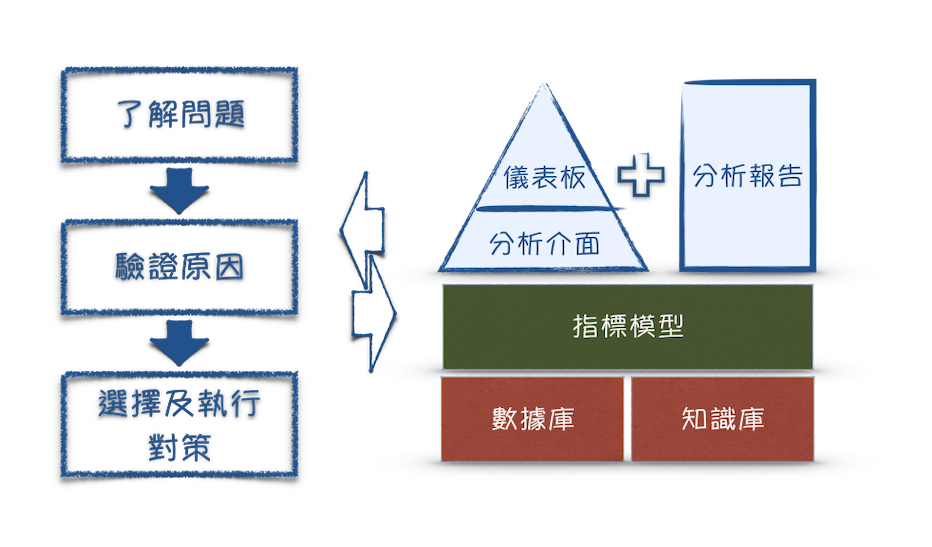 了解問題
驗證原因
選擇及執行
對策
儀表板
分析介面
分析報告
指標模型
數據庫
知識庫